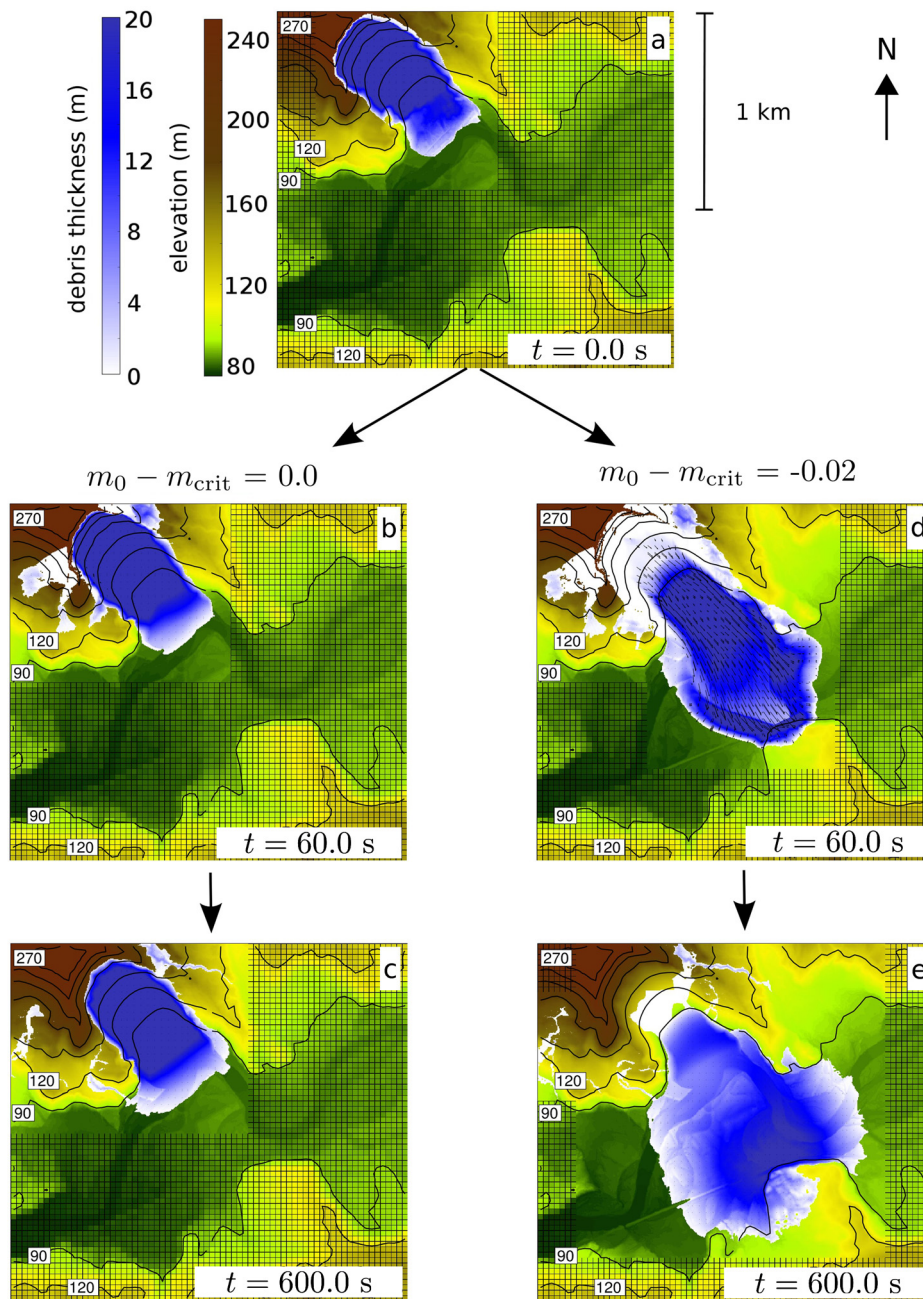 20
16
12
8
4
0
debris thickness (m)
240
200
160
120
80
elevation (m)
270
120
90
90
120
a
t = 0.0 s
1 km
N
m₀ − m_crit = 0.0
m₀ − m_crit = -0.02
270
120
90
90
120
b
t = 60.0 s
270
120
90
90
120
d
t = 60.0 s
270
120
90
90
120
c
t = 600.0 s
270
120
90
90
120
e
t = 600.0 s